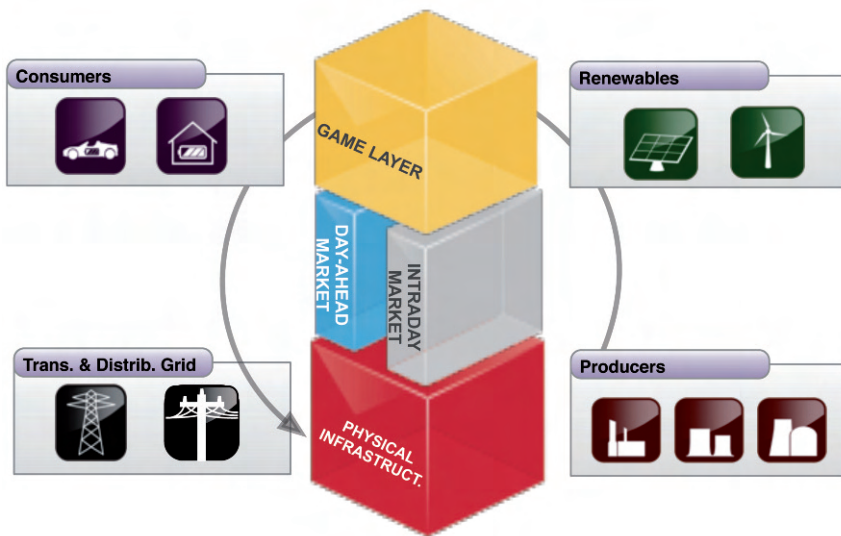 Consumers
Renewables
GAME LAYER
DAY-AHEAD
MARKET
INTRADAY
MARKET
Trans. & Distrib. Grid
Producers
PHYSICAL
INFRASTRUCT.